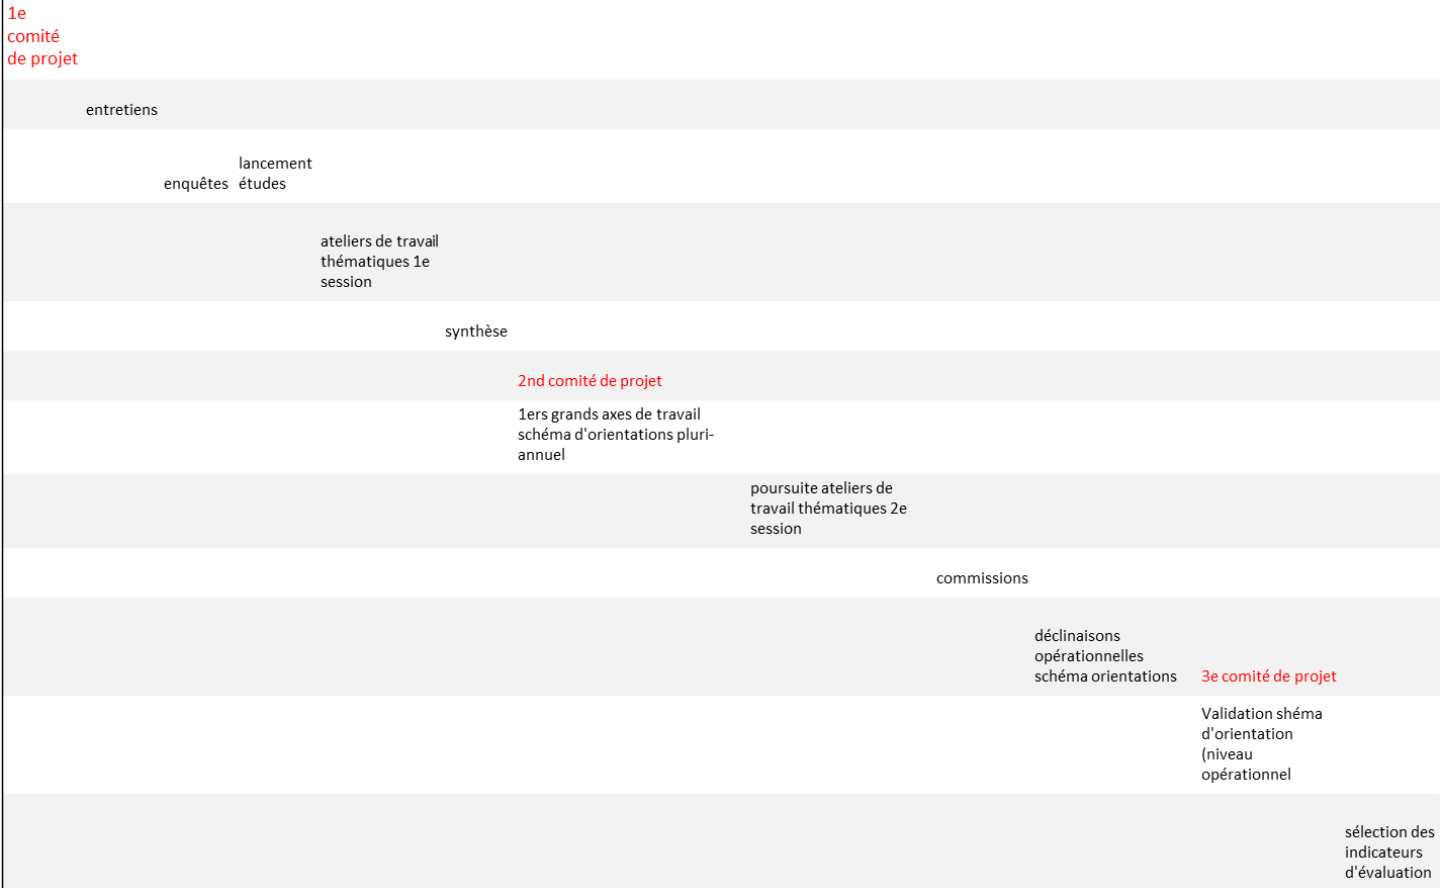 1e
comité
de projet
entretiens
lancement
enquêtes études
ateliers de travail
thématiques 1e
session
synthèse
2nd comité de projet
1ers grands axes de travail
schéma d'orientations pluri-
annuel
poursuite ateliers de
travail thématiques 2e
session
commissions
déclinaisons
opérationnelles
schéma orientations
3e comité de projet
Validation shéma
d'orientation
(niveau
opérationnel
sélection des
indicateurs
d'évaluation